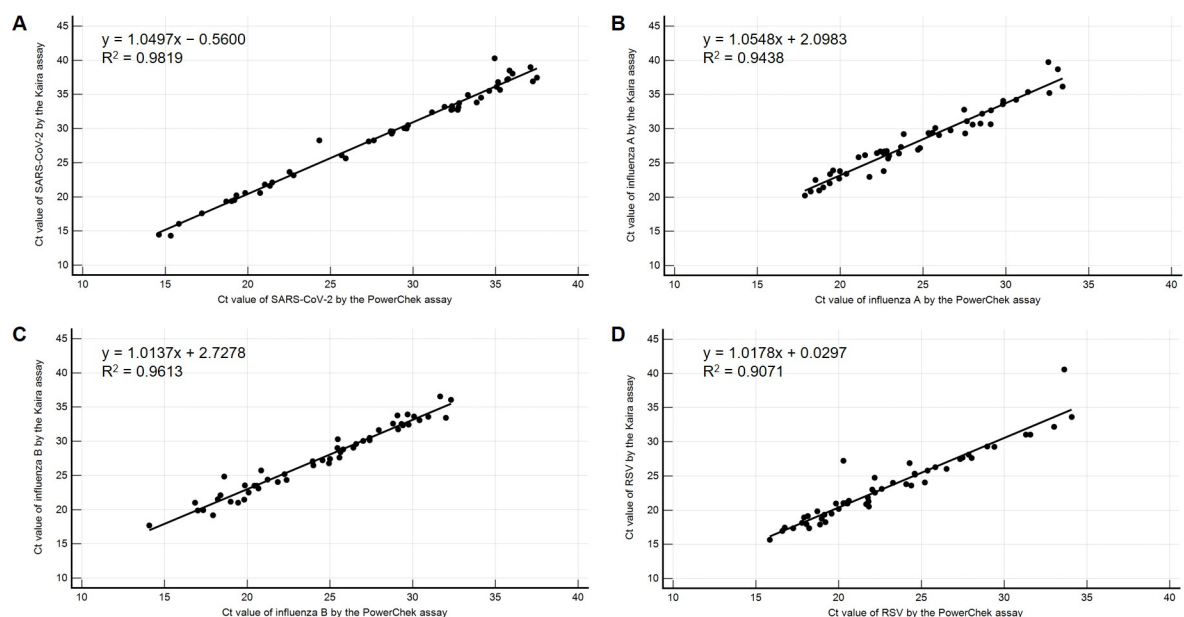 A
y = 1.0497x − 0.5600
R² = 0.9819
Ct value of SARS-CoV-2 by the Kaira assay
45
40
35
30
25
20
15
10
10 15 20 25 30 35 40
Ct value of SARS-CoV-2 by the PowerChek assay
B
y = 1.0548x + 2.0983
R² = 0.9438
Ct value of influenza A by the Kaira assay
45
40
35
30
25
20
15
10
10 15 20 25 30 35 40
Ct value of influenza A by the PowerChek assay
C
y = 1.0137x + 2.7278
R² = 0.9613
Ct value of influenza B by the Kaira assay
45
40
35
30
25
20
15
10
10 15 20 25 30 35 40
Ct value of influenza B by the PowerChek assay
D
y = 1.0178x + 0.0297
R² = 0.9071
Ct value of RSV by the Kaira assay
45
40
35
30
25
20
15
10
10 15 20 25 30 35 40
Ct value of RSV by the PowerChek assay